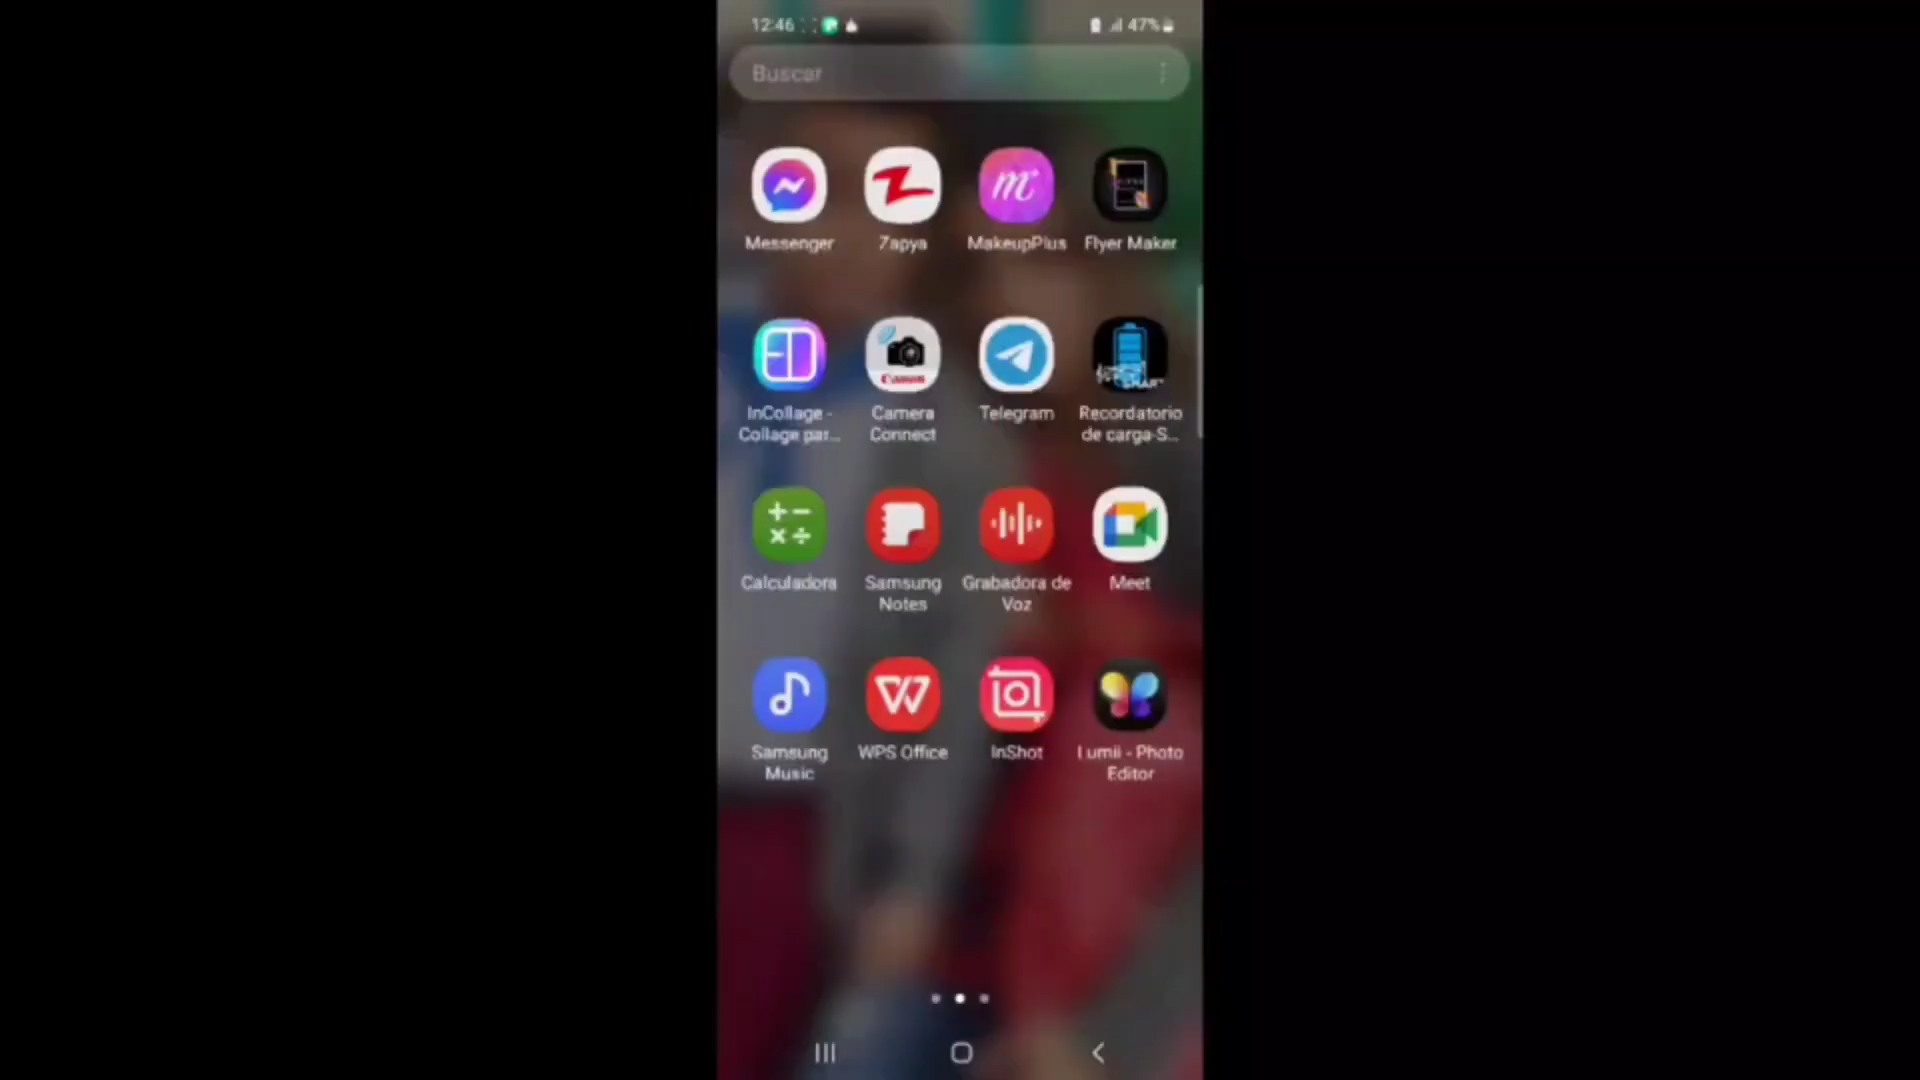 12:46 47%
Buscar
Messenger Zapya MakeupPlus Flyer Maker
Canon
InCollage - Camera Telegram Recordatorio
Collage par... Connect de carga-S...
Calculadora Samsung Grabadora de Meet
Notes Voz
Samsung WPS Office InShot Lumii - Photo
Music Editor